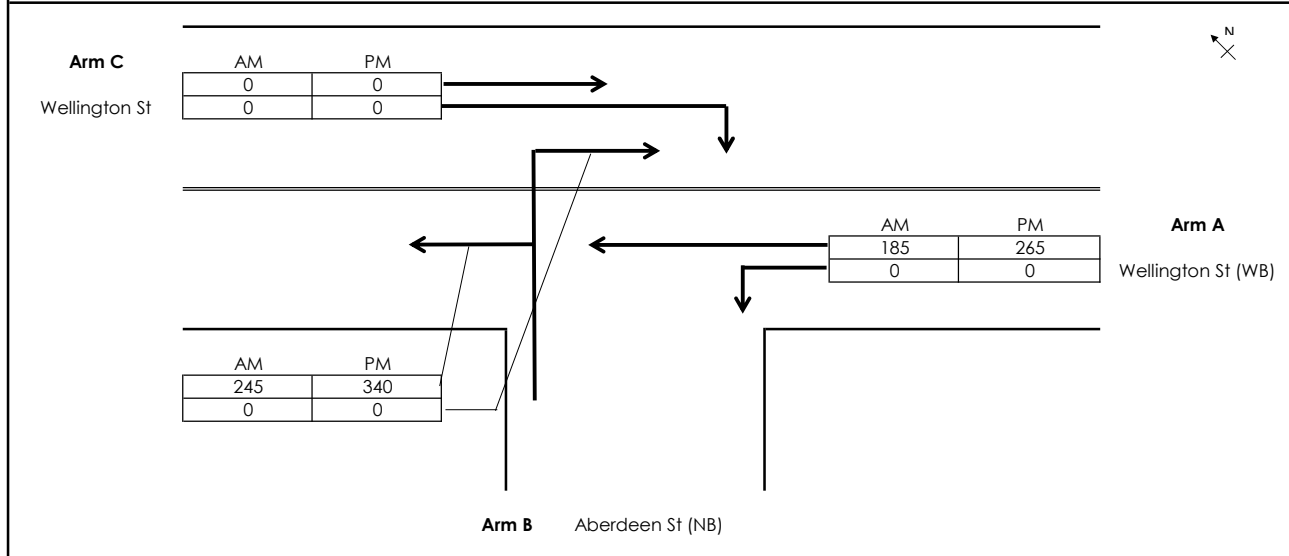 N
Arm C AM PM
0 0
Wellington St 0 0
AM PM Arm A
185 265
0 0 Wellington St (WB)
AM PM
245 340
0 0
Arm B Aberdeen St (NB)